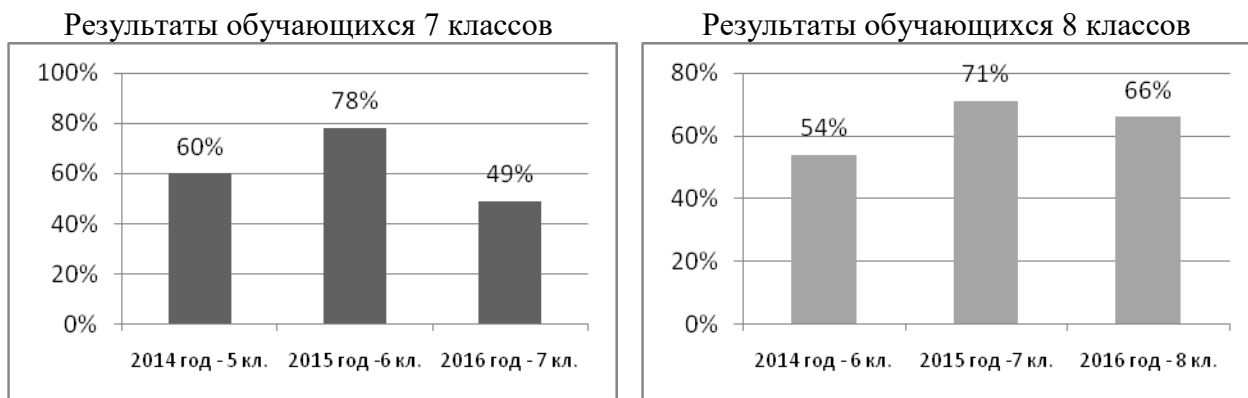 Результаты обучающихся 7 классов
100%
80%
60%
40%
20%
0%
60%
78%
49%
2014 год - 5 кл.
2015 год -6 кл.
2016 год - 7 кл.
Результаты обучающихся 8 классов
80%
60%
40%
20%
0%
54%
71%
66%
2014 год - 6 кл.
2015 год -7 кл.
2016 год - 8 кл.